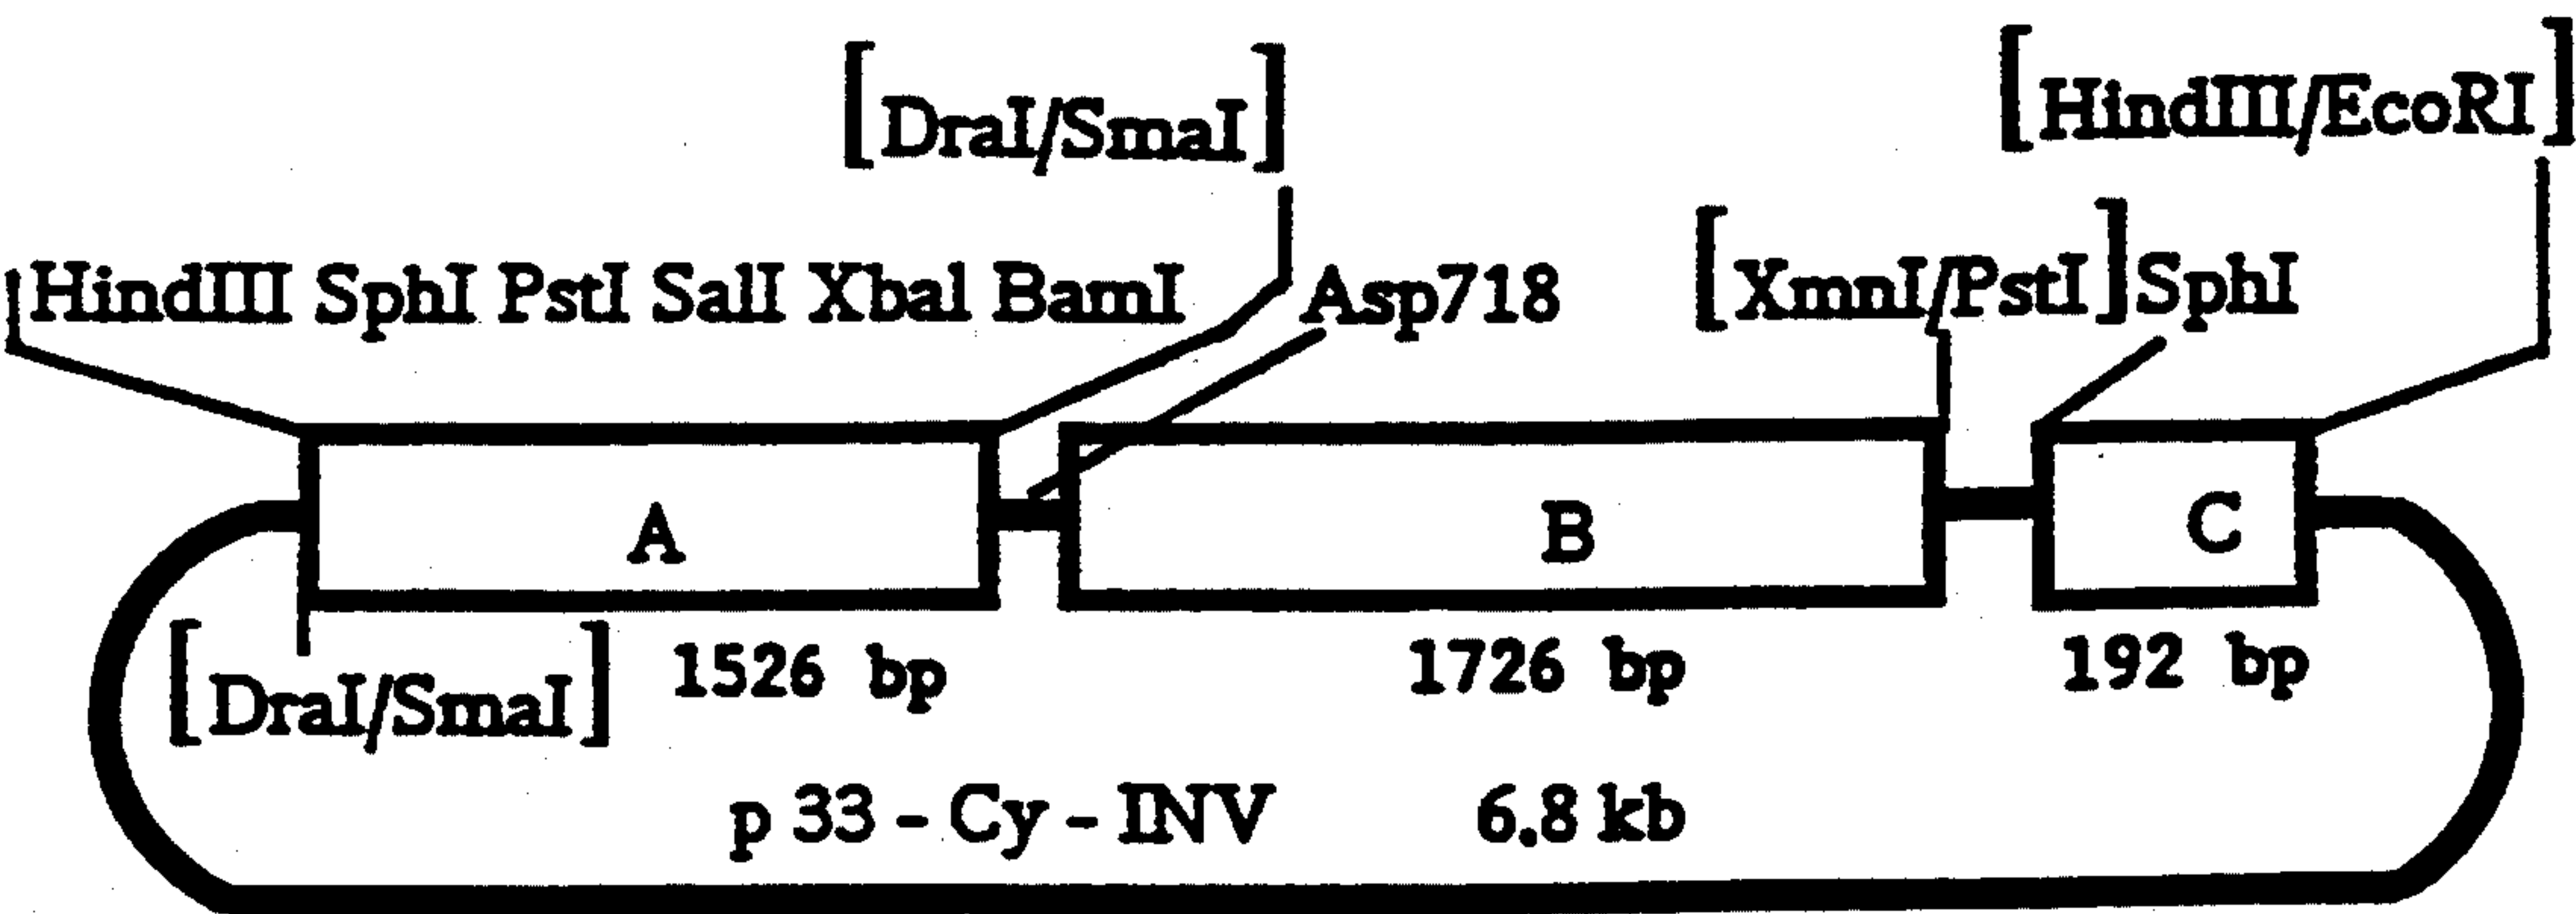 [DraI/SmaI]
[HindIII/EcoRI]
HindIII SphI PstI SalI Xbal BamI
Asp718
[XmnI/PstI] SphI
A
B
C
[DraI/SmaI]
1526 bp
1726 bp
192 bp
p 33 - Cy - INV 6.8 kb